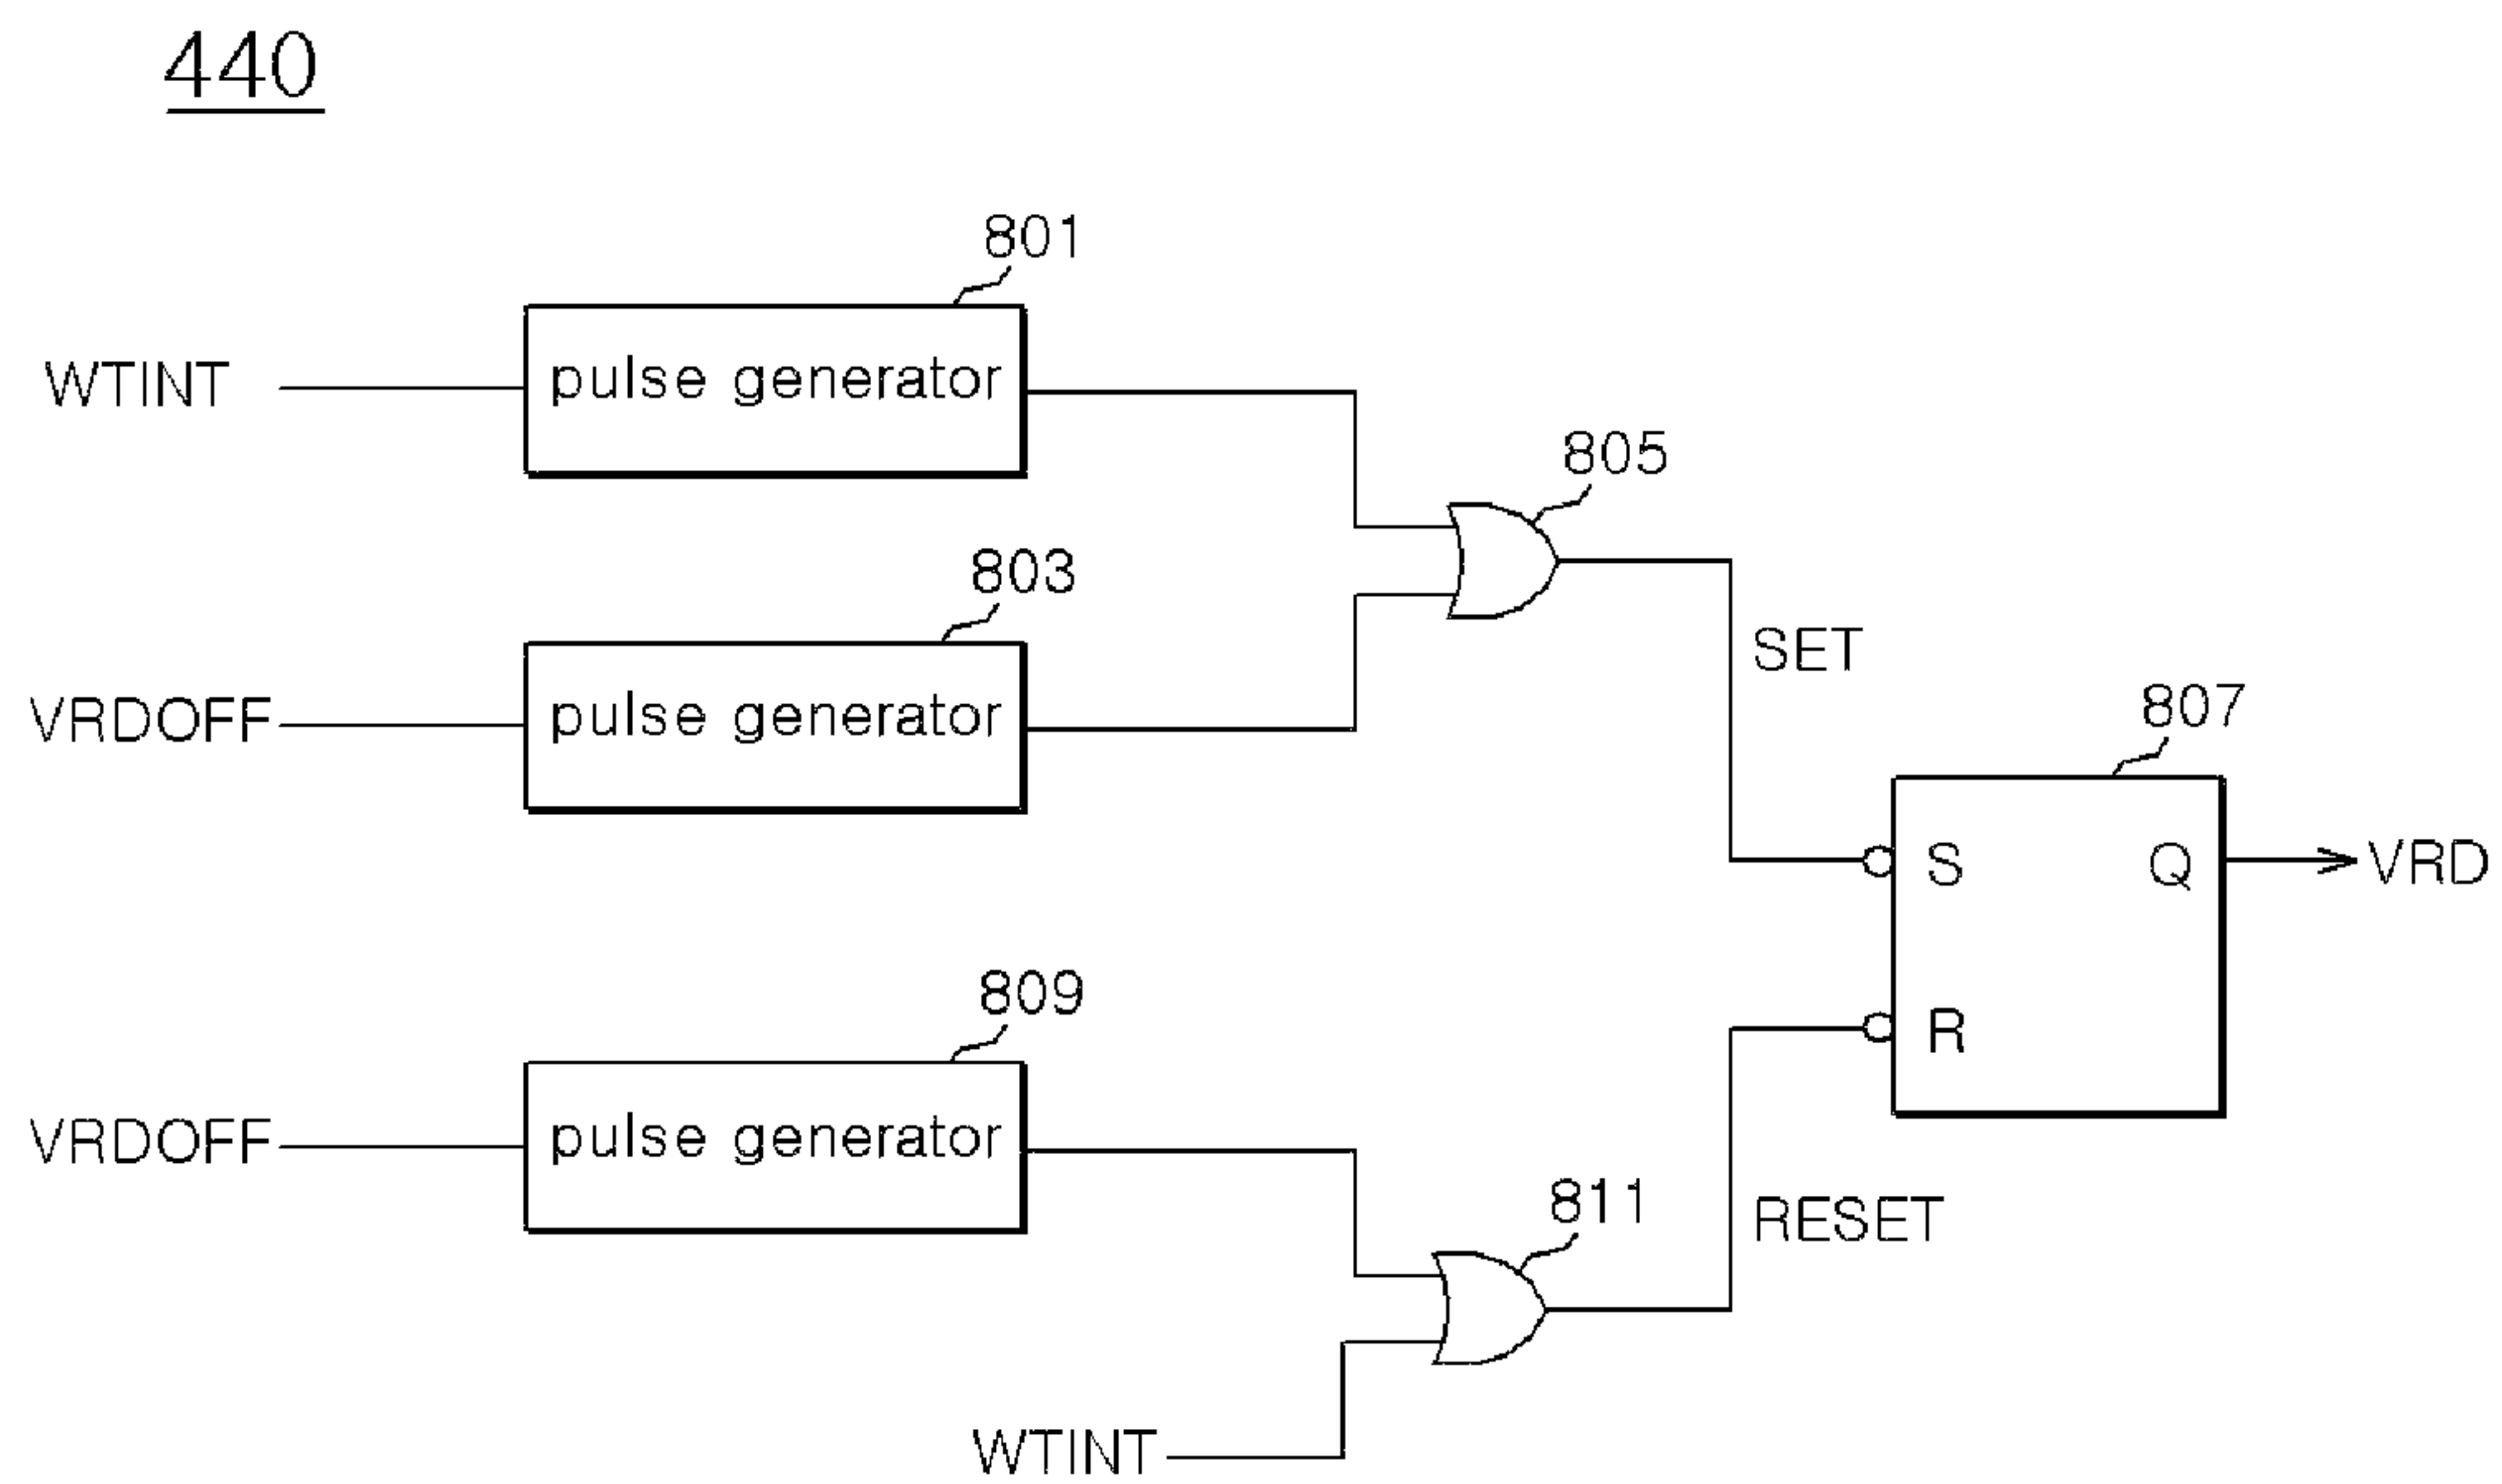 440
801
WTINT
pulse generator
805
803
SET
VRDOFF
pulse generator
807
S
Q
VRD
809
R
VRDOFF
pulse generator
811
RESET
WTINT